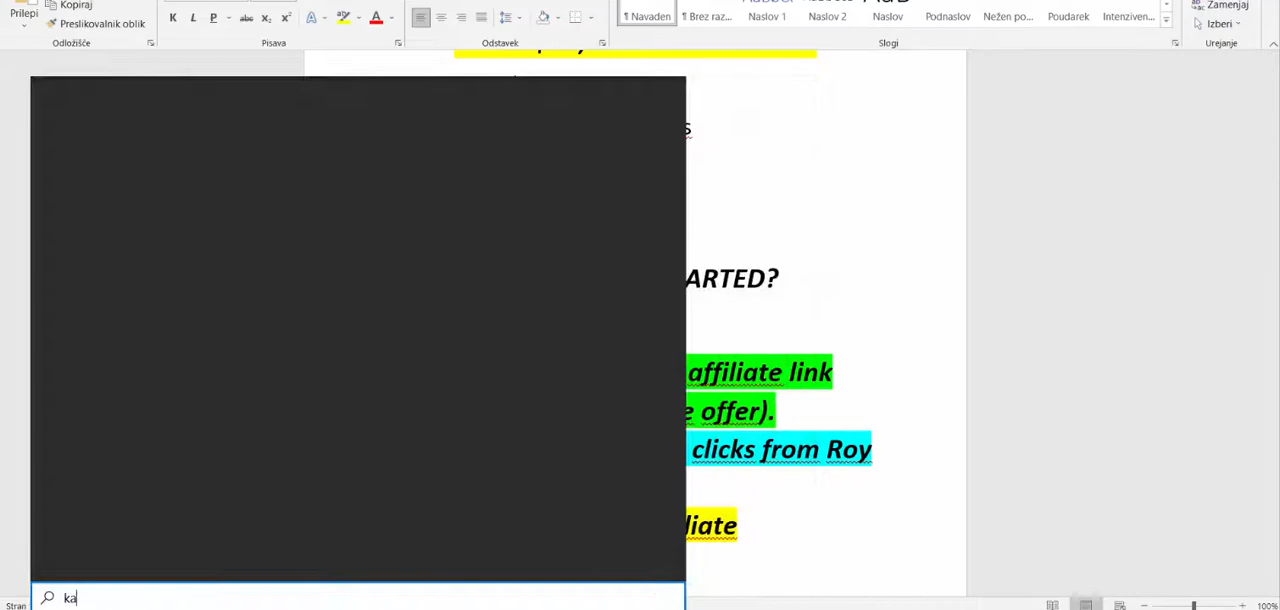 Kopiraj
Prilepi
Preslikovalnik oblik
Odložišče
K L P abc x₂ x²
A A
Pisava
Odstavek
¶ Navaden
¶ Brez raz...
Naslov 1
Naslov 2
Naslov
Podnaslov
Nežen po...
Poudarek
Intenziven...
Slogi
Zamenjaj
Izberi
Urejanje
s
ARTED?
affiliate link
e offer).
clicks from Roy
liate
ka
Stran
100%